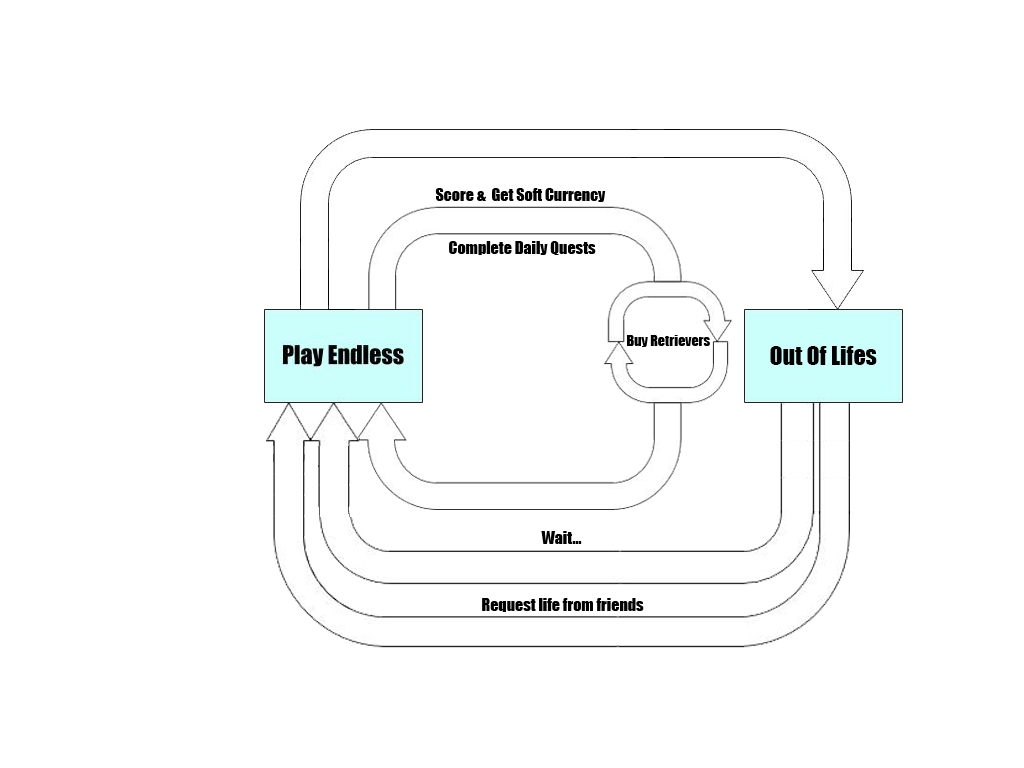 Score & Get Soft Currency
Complete Daily Quests
Buy Retrievers
Play Endless
Out Of Lifes
Wait...
Request life from friends